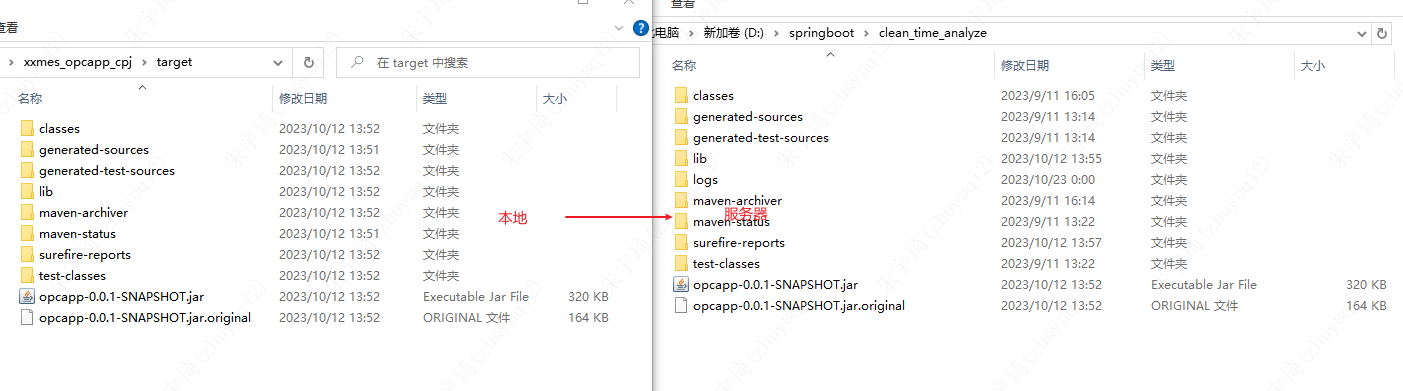 查看
xxmes_opcapp_cpj > target
在 target 中搜索
名称 修改日期 类型 大小
classes 2023/10/12 13:52 文件夹
generated-sources 2023/10/12 13:51 文件夹
generated-test-sources 2023/10/12 13:52 文件夹
lib 2023/10/12 13:52 文件夹
maven-archiver 2023/10/12 13:52 文件夹
maven-status 2023/10/12 13:51 文件夹
surefire-reports 2023/10/12 13:52 文件夹
test-classes 2023/10/12 13:52 文件夹
opcapp-0.0.1-SNAPSHOT.jar 2023/10/12 13:52 Executable Jar File 320 KB
opcapp-0.0.1-SNAPSHOT.jar.original 2023/10/12 13:52 ORIGINAL 文件 164 KB
本地
服务器
查看
电脑 > 新加卷 (D:) > springboot > clean_time_analyze
名称 修改日期 类型 大小
classes 2023/9/11 16:05 文件夹
generated-sources 2023/9/11 13:14 文件夹
generated-test-sources 2023/9/11 13:14 文件夹
lib 2023/10/12 13:55 文件夹
logs 2023/10/23 0:00 文件夹
maven-archiver 2023/9/11 16:14 文件夹
maven-status 2023/9/11 13:22 文件夹
surefire-reports 2023/10/12 13:57 文件夹
test-classes 2023/9/11 13:22 文件夹
opcapp-0.0.1-SNAPSHOT.jar 2023/10/12 13:52 Executable Jar File 320 KB
opcapp-0.0.1-SNAPSHOT.jar.original 2023/10/12 13:52 ORIGINAL 文件 164 KB